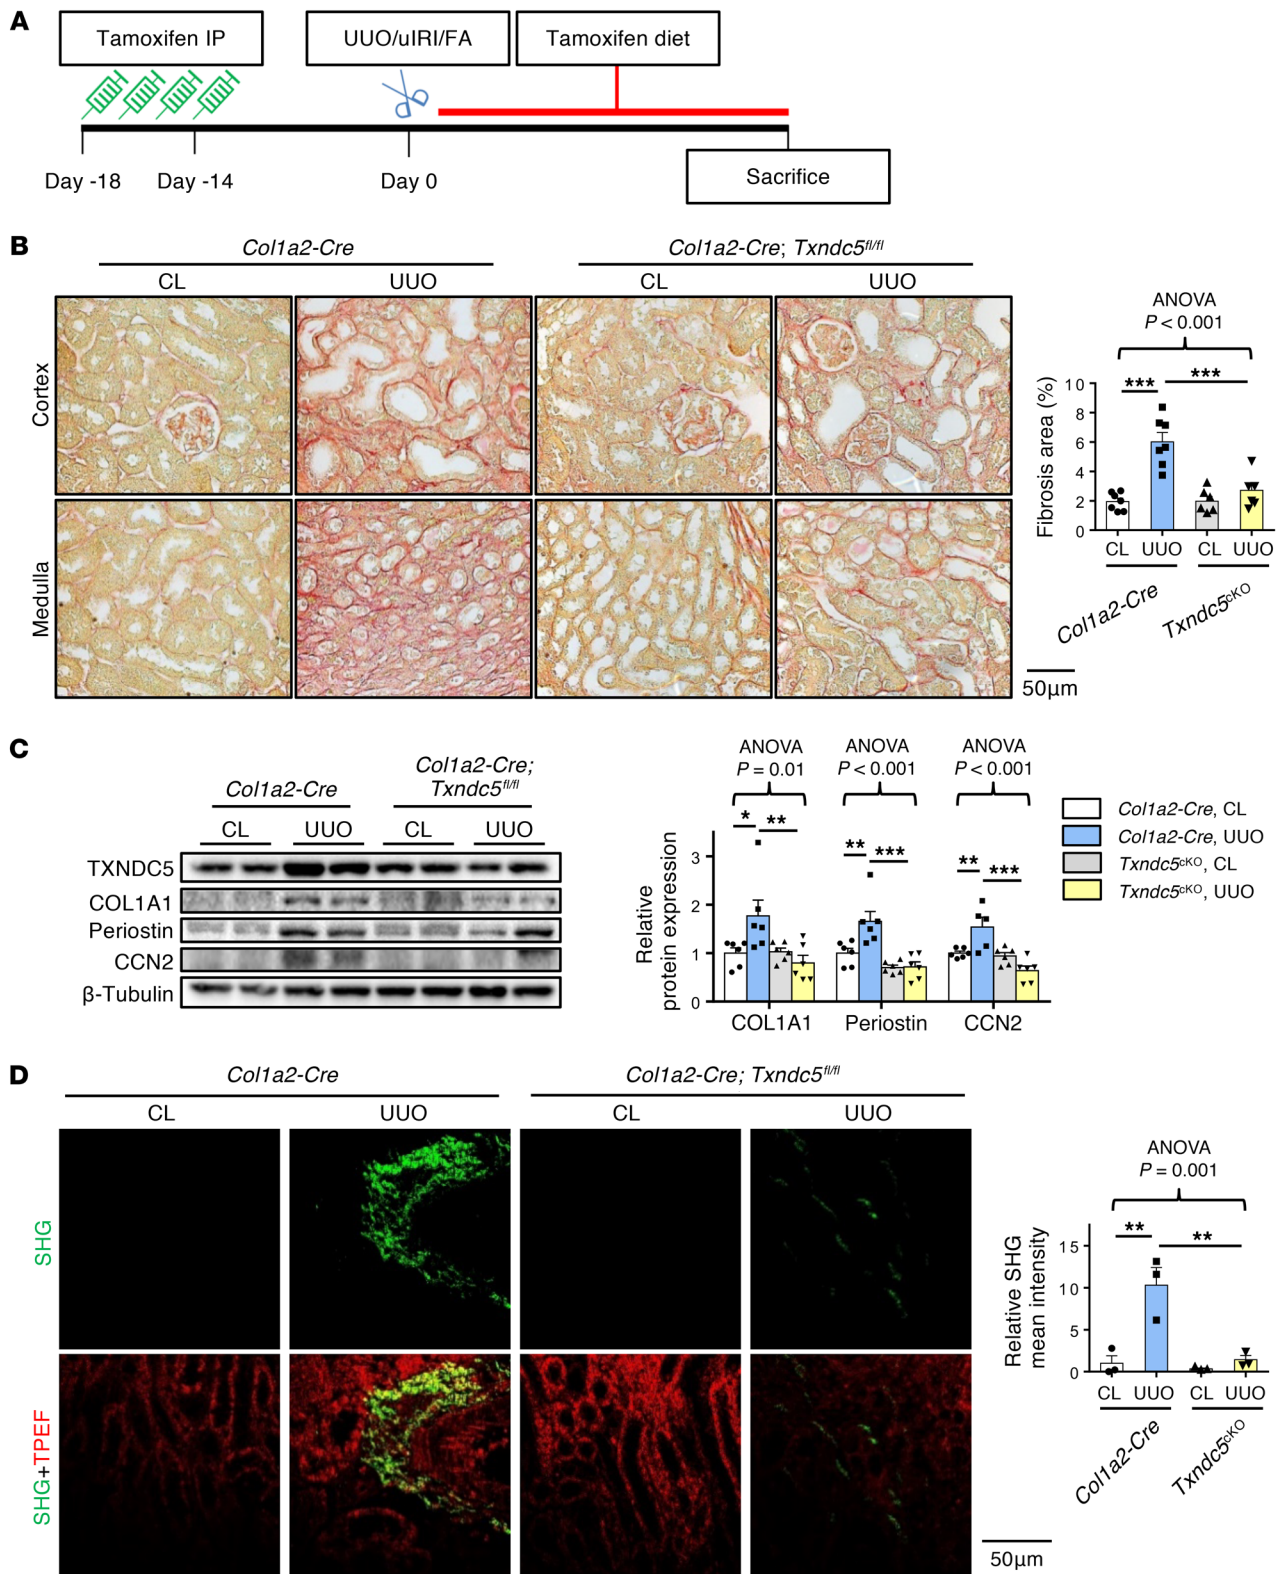 A
Tamoxifen IP
UUO/uIRI/FA
Tamoxifen diet
Day -18
Day -14
Day 0
Sacrifice
B
Col1a2-Cre
Col1a2-Cre; Txndc5fl/fl
CL
UUO
CL
UUO
Cortex
Medulla
ANOVA
P < 0.001
***
***
Fibrosis area (%)
10
8
6
4
2
0
CL
UUO
CL
UUO
Col1a2-Cre
Txndc5cKO
50μm
C
Col1a2-Cre
Col1a2-Cre;
Txndc5fl/fl
CL
UUO
CL
UUO
TXNDC5
COL1A1
Periostin
CCN2
β-Tubulin
ANOVA
P = 0.01
ANOVA
P < 0.001
ANOVA
P < 0.001
*
**
**
***
**
***
Relative
protein expression
3
2
1
0
COL1A1
Periostin
CCN2
Col1a2-Cre, CL
Col1a2-Cre, UUO
Txndc5cKO, CL
Txndc5cKO, UUO
D
Col1a2-Cre
Col1a2-Cre; Txndc5fl/fl
CL
UUO
CL
UUO
SHG
SHG+TPEF
ANOVA
P = 0.001
**
**
Relative SHG
mean intensity
15
10
5
0
CL
UUO
CL
UUO
Col1a2-Cre
Txndc5cKO
50μm